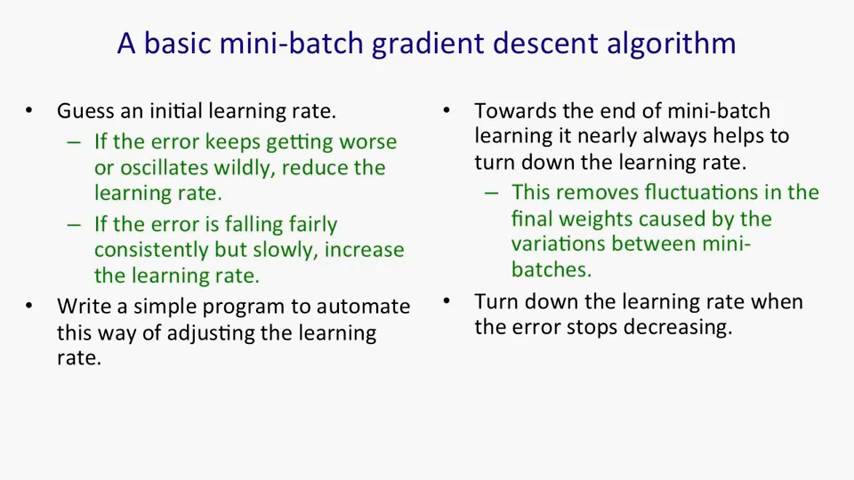 A basic mini-batch gradient descent algorithm
• Guess an initial learning rate.
– If the error keeps getting worse
or oscillates wildly, reduce the
learning rate.
– If the error is falling fairly
consistently but slowly, increase
the learning rate.
• Write a simple program to automate
this way of adjusting the learning
rate.
• Towards the end of mini-batch
learning it nearly always helps to
turn down the learning rate.
– This removes fluctuations in the
final weights caused by the
variations between mini-
batches.
• Turn down the learning rate when
the error stops decreasing.